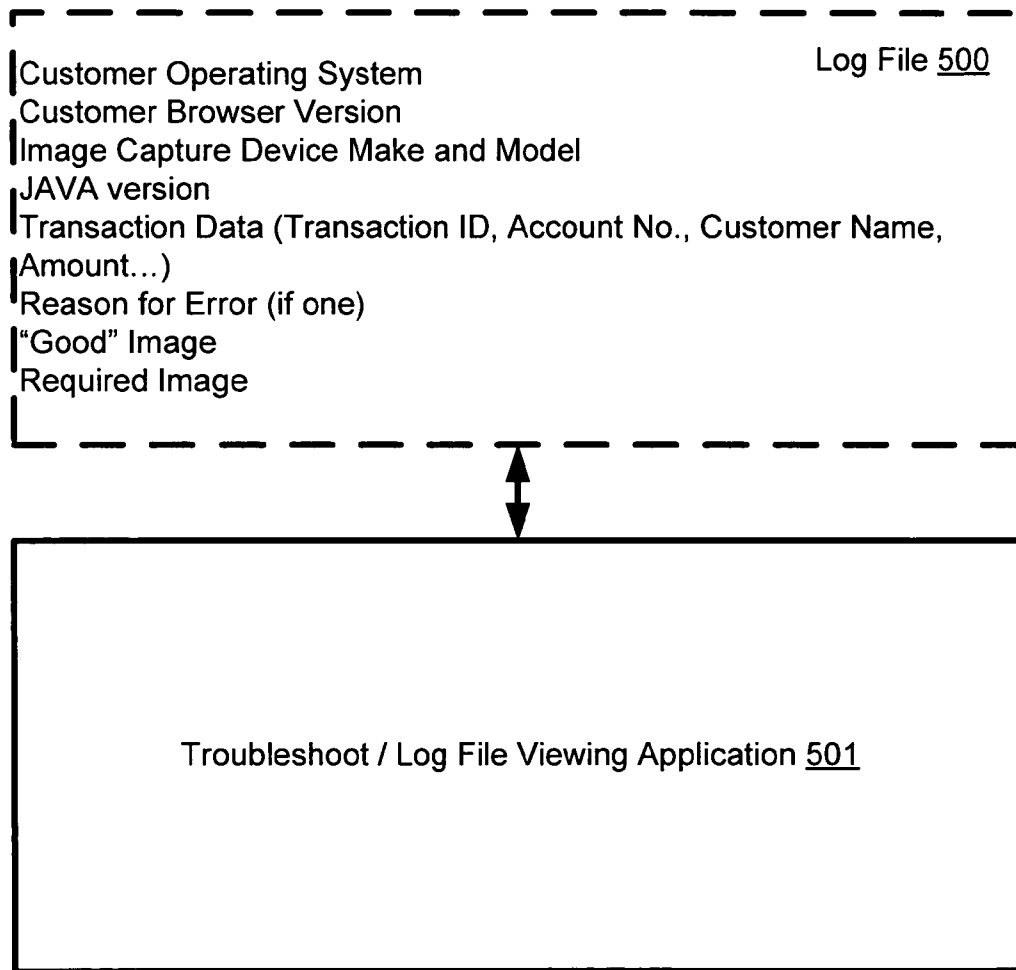 Log File 500
Customer Operating System
Customer Browser Version
Image Capture Device Make and Model
JAVA version
Transaction Data (Transaction ID, Account No., Customer Name,
Amount...)
Reason for Error (if one)
“Good” Image
Required Image
Troubleshoot / Log File Viewing Application 501